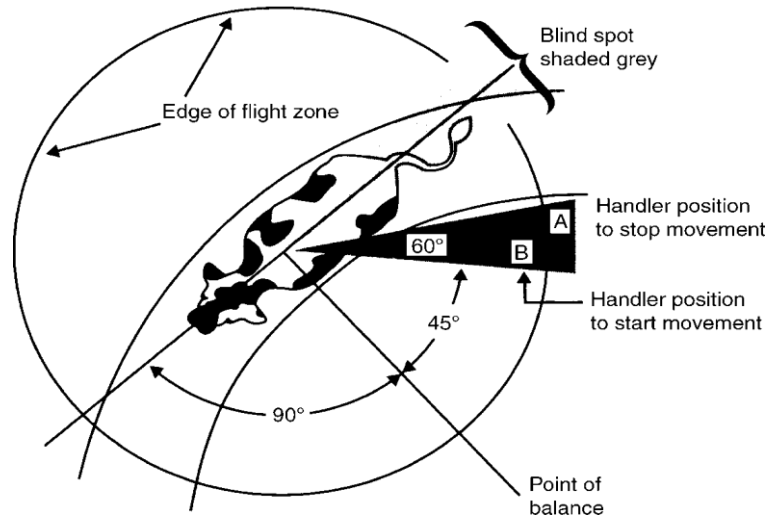 Blind spot
shaded grey
Edge of flight zone
A
Handler position
to stop movement
60°
B
Handler position
to start movement
45°
90°
Point of
balance